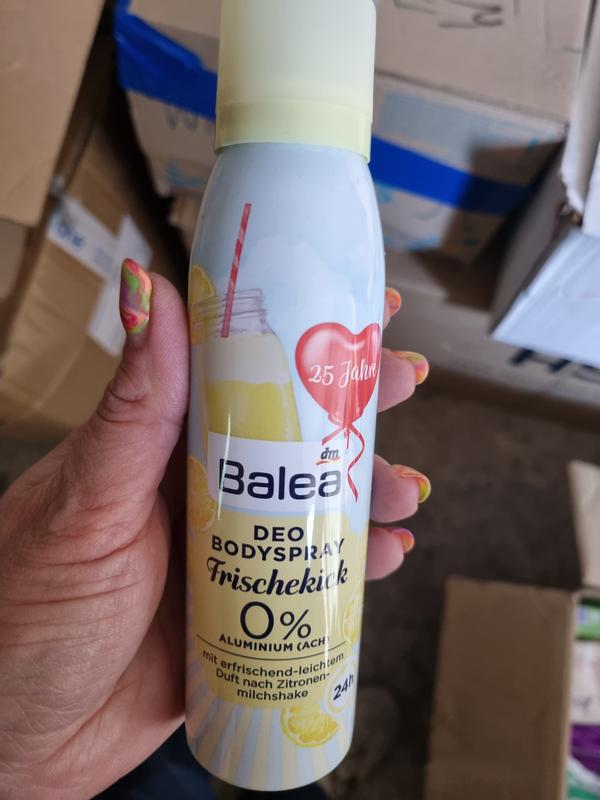 25 Jahre
dm
Balea
DEO
BODYSPRAY
Frischekick
0%
ALUMINIUM (ACH)
mit erfrischend-leichtem
Duft nach Zitronen-
milchshake
24h